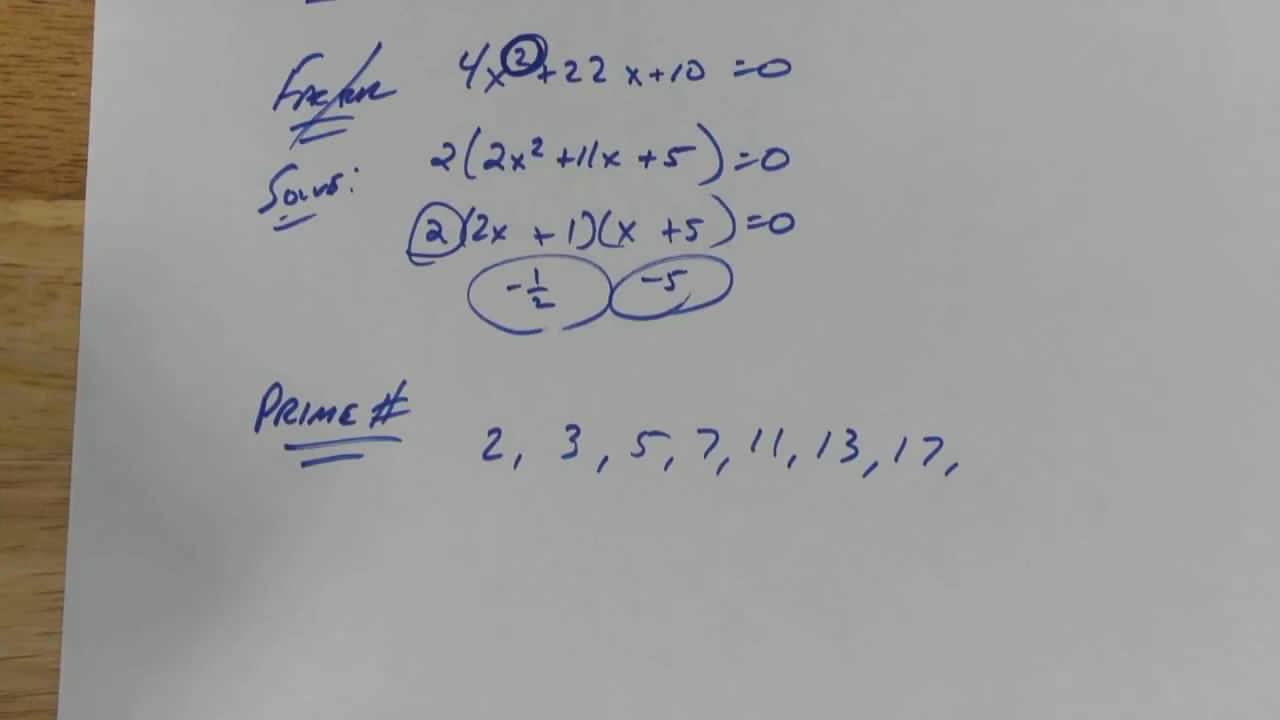 Factor 4x²+22x+10=0
2(2x²+11x+5)=0
Solve:
2(2x+1)(x+5)=0
-1/2 -5
PRIME # 2, 3, 5, 7, 11, 13, 17,